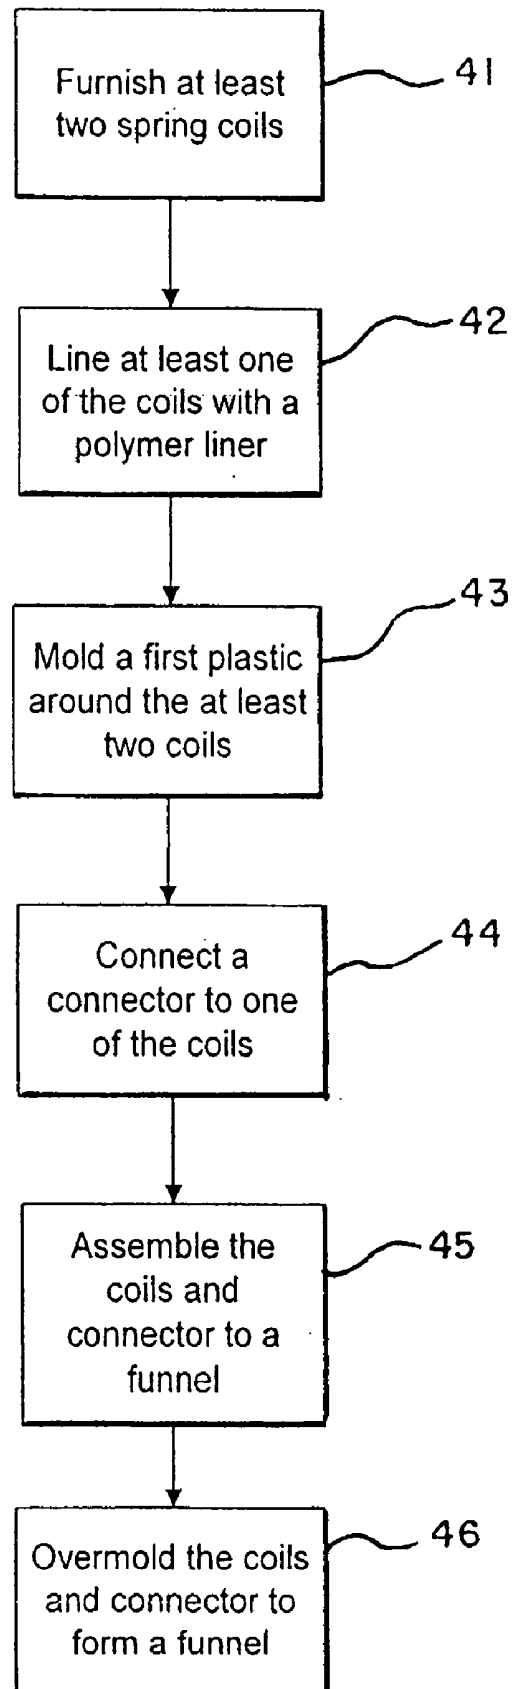 Furnish at least
two spring coils
41
Line at least one
of the coils with a
polymer liner
42
Mold a first plastic
around the at least
two coils
43
Connect a
connector to one
of the coils
44
Assemble the
coils and
connector to a
funnel
45
Overmold the coils
and connector to
form a funnel
46